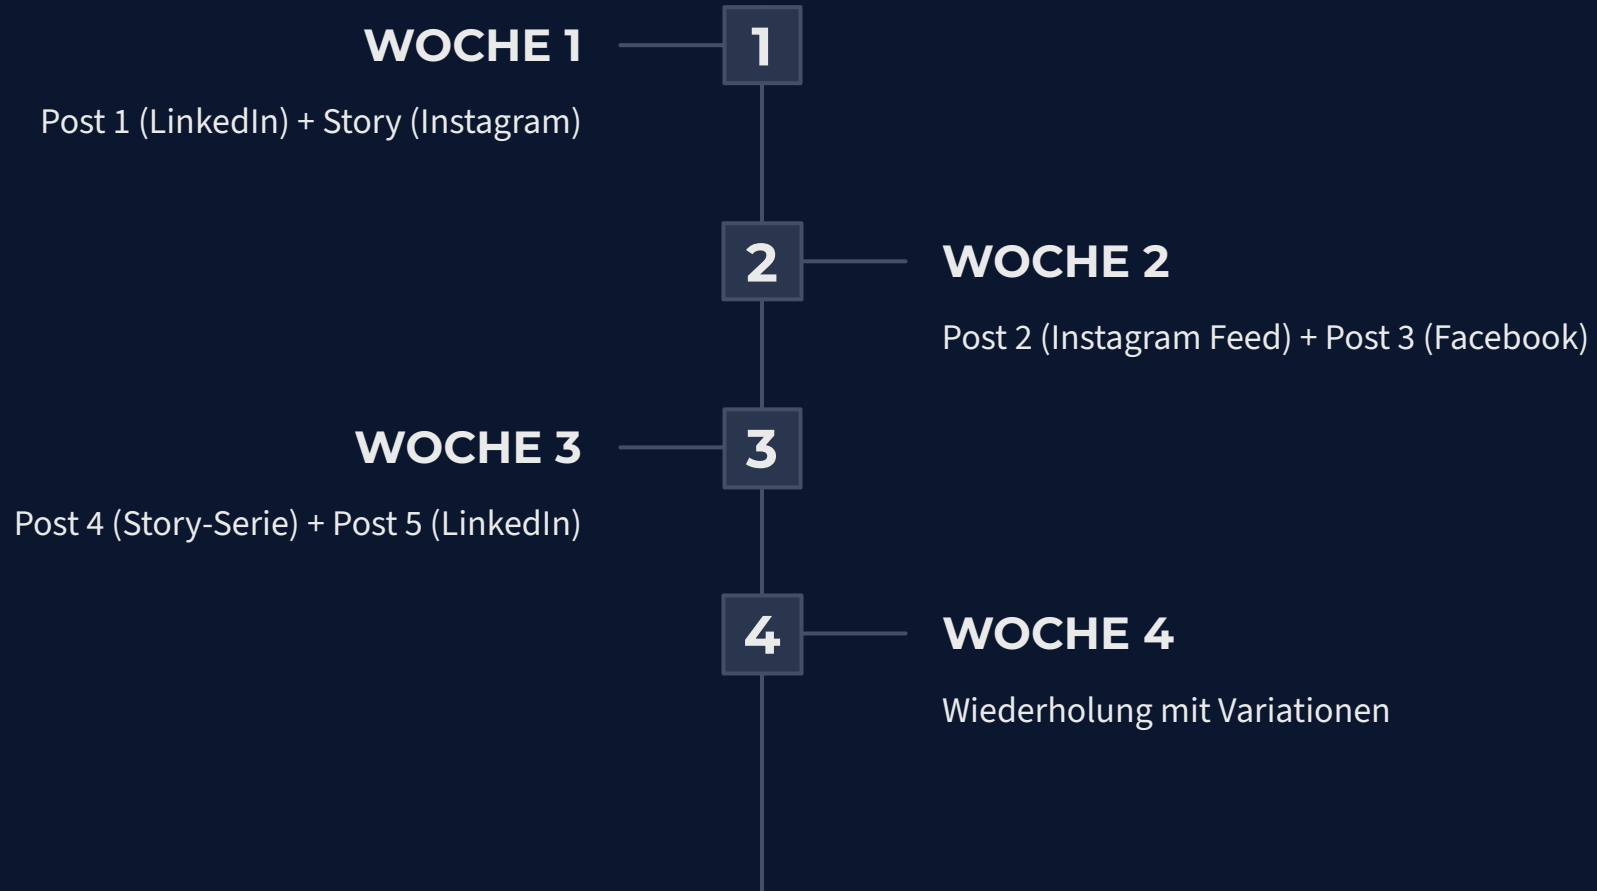 WOCHE 1
1
Post 1 (LinkedIn) + Story (Instagram)
2
WOCHE 2
Post 2 (Instagram Feed) + Post 3 (Facebook)
WOCHE 3
3
Post 4 (Story-Serie) + Post 5 (LinkedIn)
4
WOCHE 4
Wiederholung mit Variationen